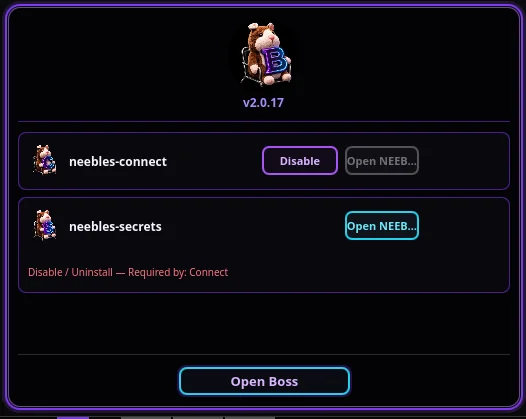 B
v2.0.17
neebles-connect
Disable
Open NEEB...
neebles-secrets
Open NEEB...
Disable / Uninstall — Required by: Connect
Open Boss